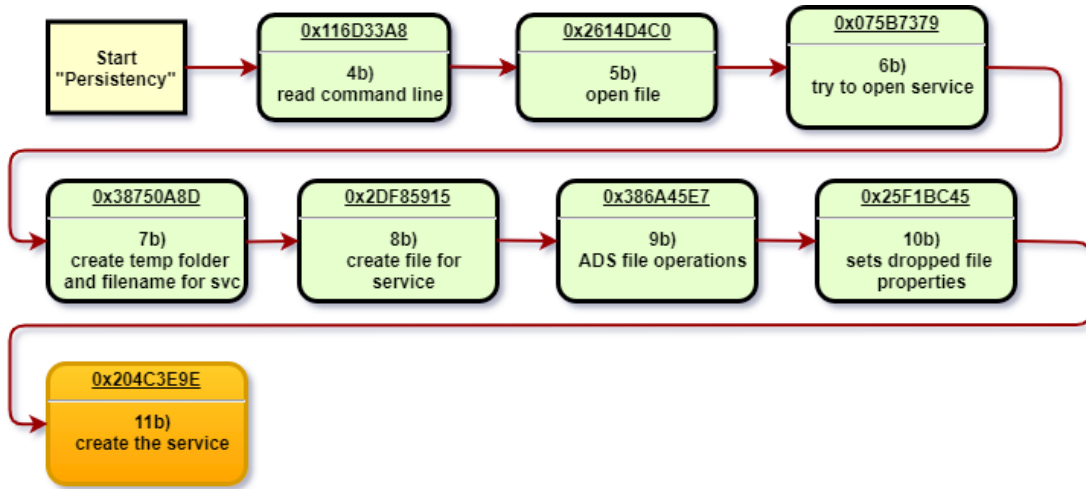 Start
"Persistency"
0x116D33A8
4b)
read command line
0x2614D4C0
5b)
open file
0x075B7379
6b)
try to open service
0x38750A8D
7b)
create temp folder
and filename for svc
0x2DF85915
8b)
create file for
service
0x386A45E7
9b)
ADS file operations
0x25F1BC45
10b)
sets dropped file
properties
0x204C3E9E
11b)
create the service